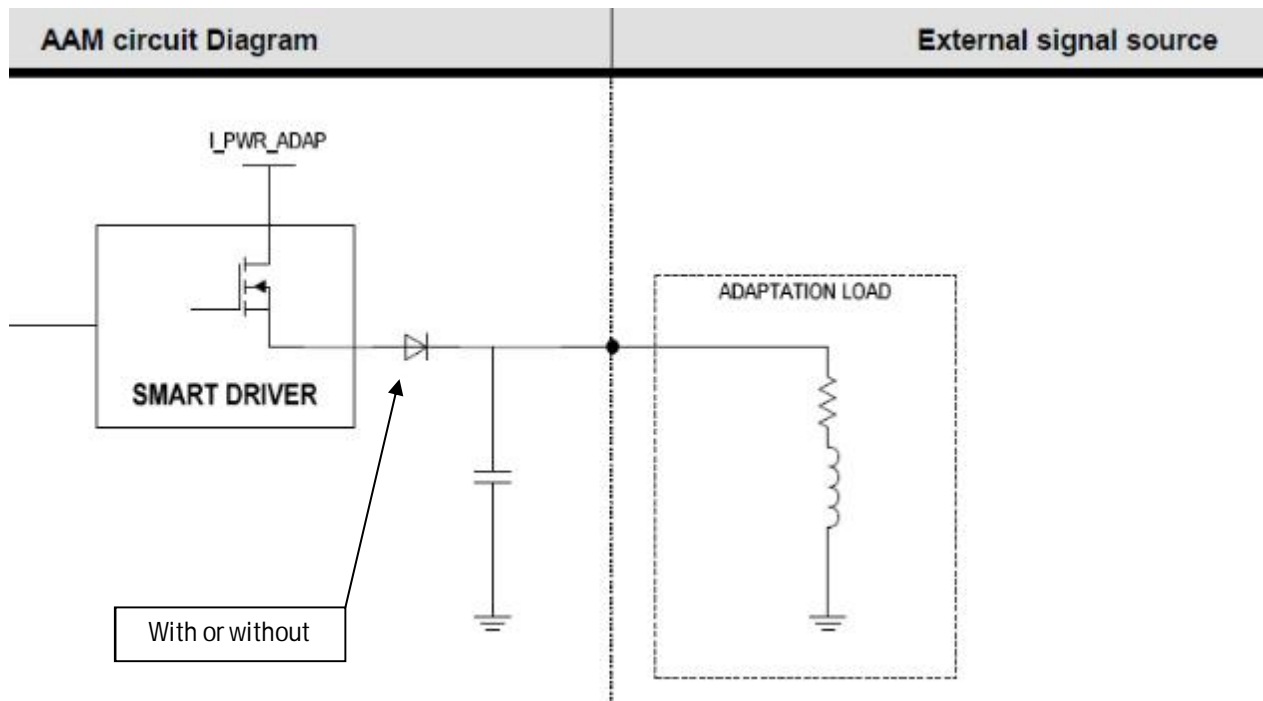 AAM circuit Diagram
External signal source
I_PWR_ADAP
ADAPTATION LOAD
SMART DRIVER
With or without